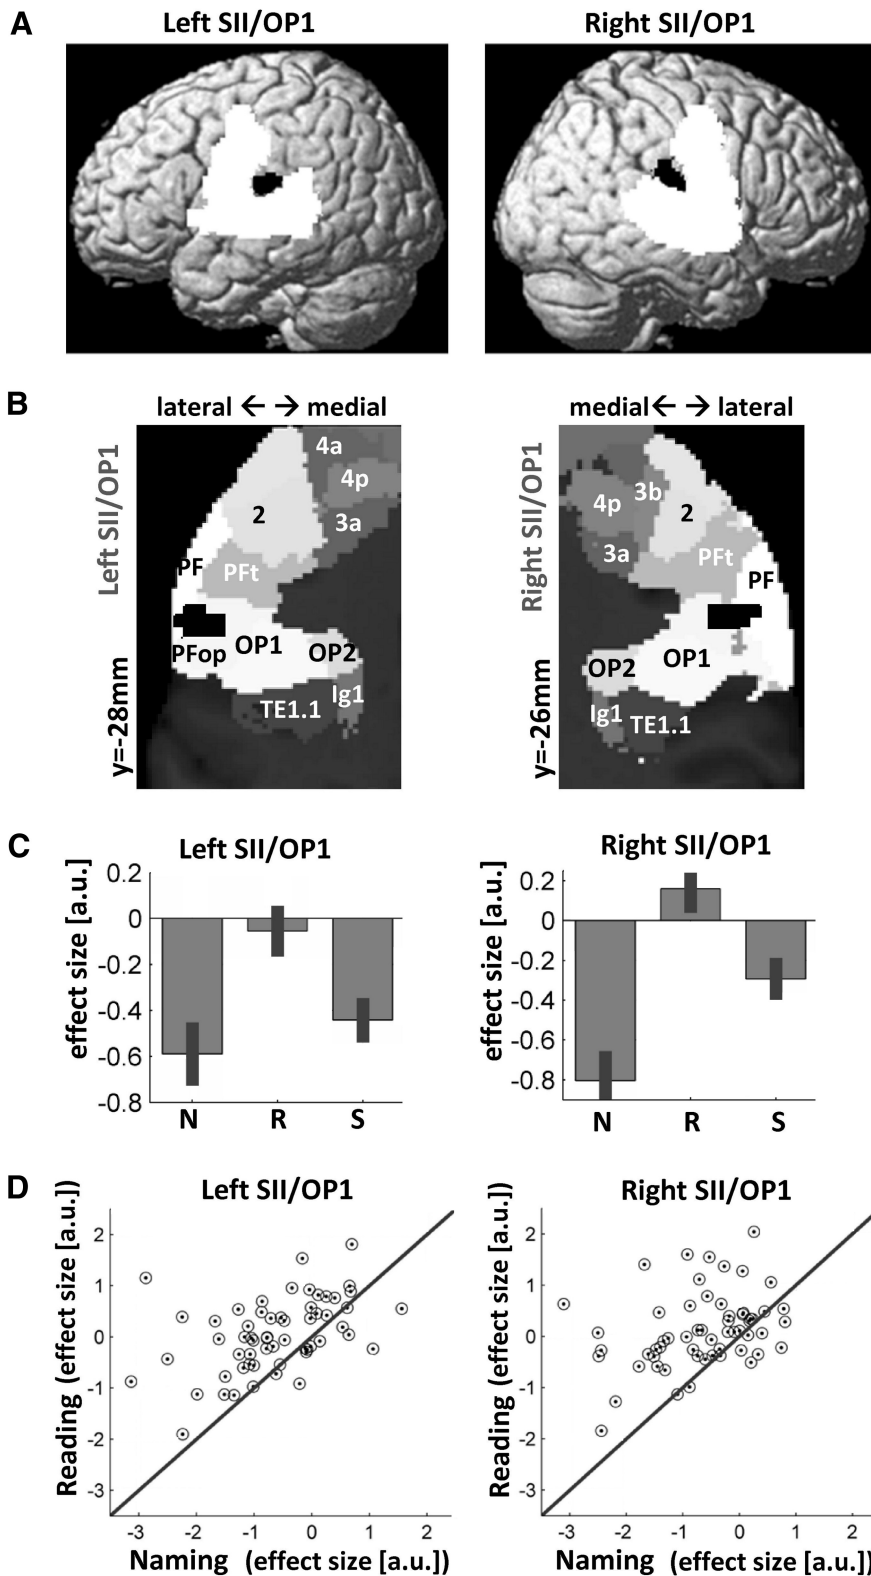 A
Left SII/OP1
Right SII/OP1
B
lateral ← → medial
medial ← → lateral
Left SII/OP1
y=-28mm
4a
4p
3a
2
PF
PFt
PFop
OP1
OP2
Ig1
TE1.1
Right SII/OP1
y=-26mm
3b
4p
2
3a
PFt
PF
OP1
OP2
Ig1
TE1.1
C
Left SII/OP1
effect size [a.u.]
0.2
0
-0.2
-0.4
-0.6
-0.8
N R S
Right SII/OP1
effect size [a.u.]
0.2
0
-0.2
-0.4
-0.6
-0.8
N R S
D
Left SII/OP1
Reading (effect size [a.u.])
2
1
0
-1
-2
-3
-3 -2 -1 0 1 2
Naming (effect size [a.u.])
Right SII/OP1
Reading (effect size [a.u.])
2
1
0
-1
-2
-3
-3 -2 -1 0 1 2
Naming (effect size [a.u.])